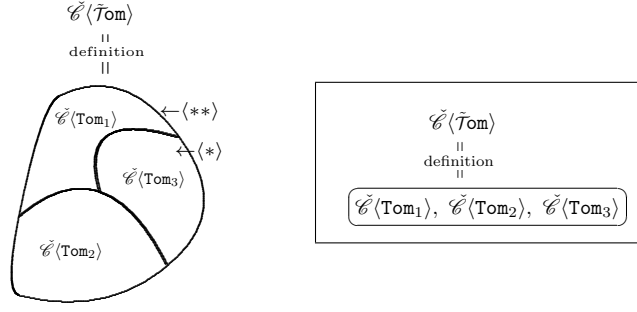 𝒞̌⟨𝒯̃om⟩
=
definition
=
←⟨**⟩
𝒞̌⟨Tom₁⟩
←⟨*⟩
𝒞̌⟨Tom₃⟩
𝒞̌⟨Tom₂⟩
𝒞̌⟨𝒯̃om⟩
=
definition
=
𝒞̌⟨Tom₁⟩, 𝒞̌⟨Tom₂⟩, 𝒞̌⟨Tom₃⟩